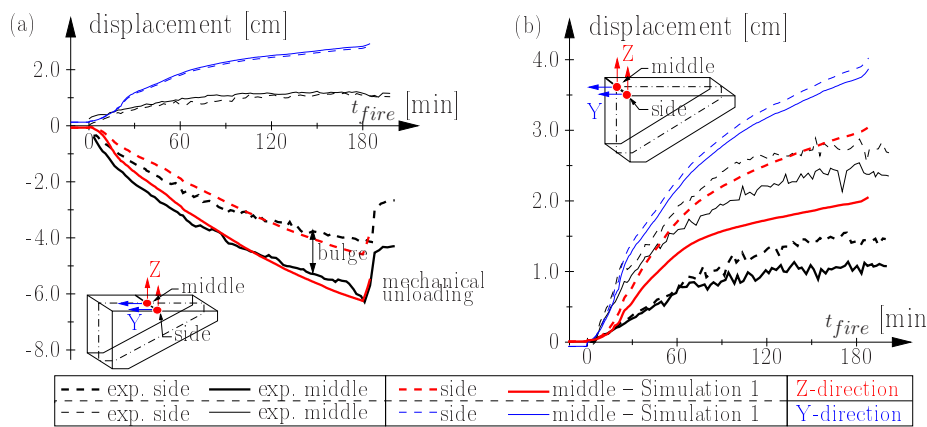 (a) displacement [cm]
2.0
0
-2.0
-4.0
-6.0
-8.0
0 60 120 180
t_fire [min]
bulge
mechanical
unloading
Z
middle
Y
side
(b) displacement [cm]
4.0
3.0
2.0
1.0
0
0 60 120 180
t_fire [min
Z
middle
Y
side
exp. side exp. middle side middle – Simulation 1 Z-direction
exp. side exp. middle side middle – Simulation 1 Y-direction